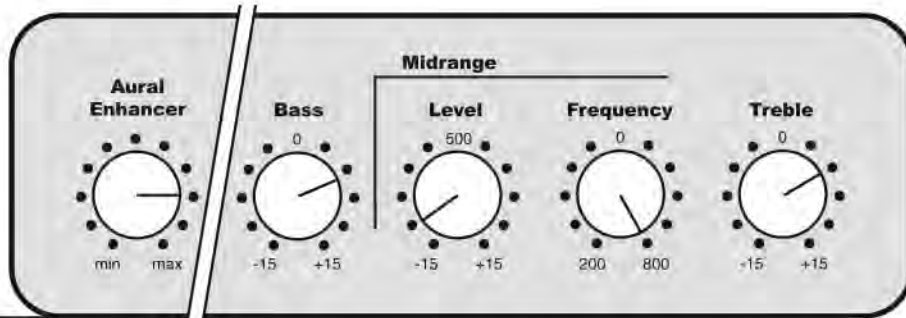 Midrange
Aural
Enhancer
Bass
Level
Frequency
Treble
0
500
0
0
min
max
-15
+15
-15
+15
200
800
-15
+15